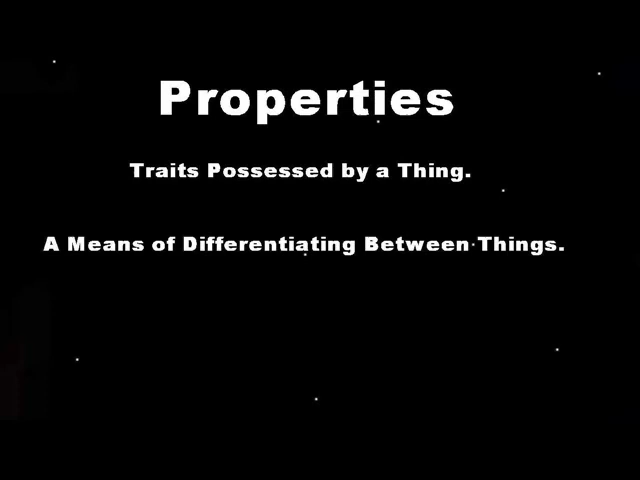 Properties
Traits Possessed by a Thing.
A Means of Differentiating Between Things.